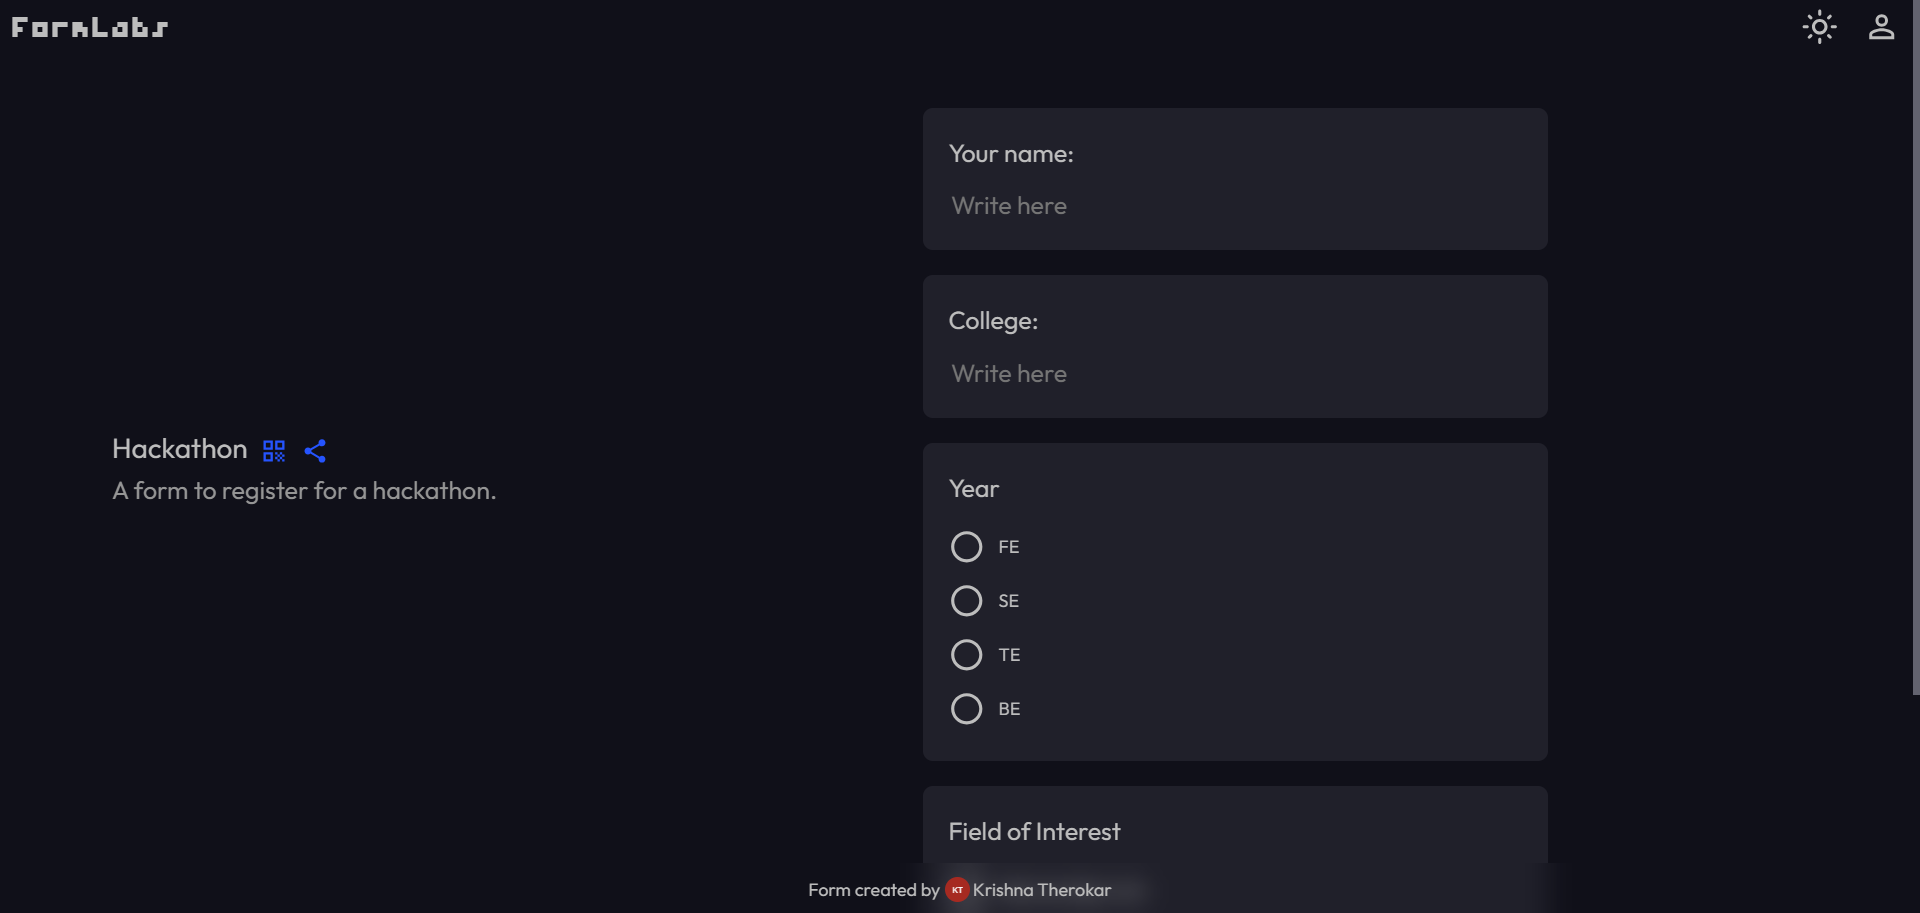 FormLabs
Hackathon
A form to register for a hackathon.
Your name:
Write here
College:
Write here
Year
FE
SE
TE
BE
Field of Interest
Form created by KT Krishna Therokar